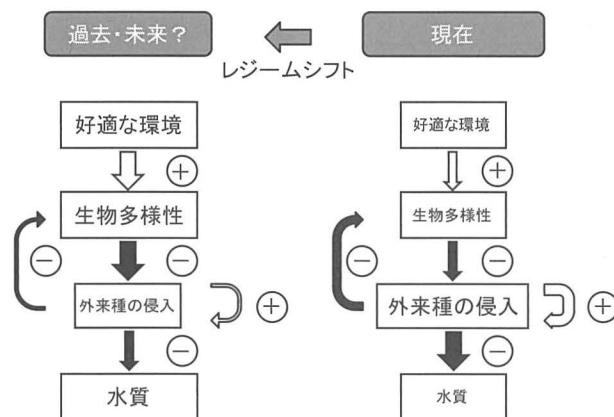 過去・未来？
現在
レジームシフト
好適な環境
＋
生物多様性
－
－
外来種の侵入
＋
－
水質
好適な環境
＋
生物多様性
－
－
外来種の侵入
＋
－
水質